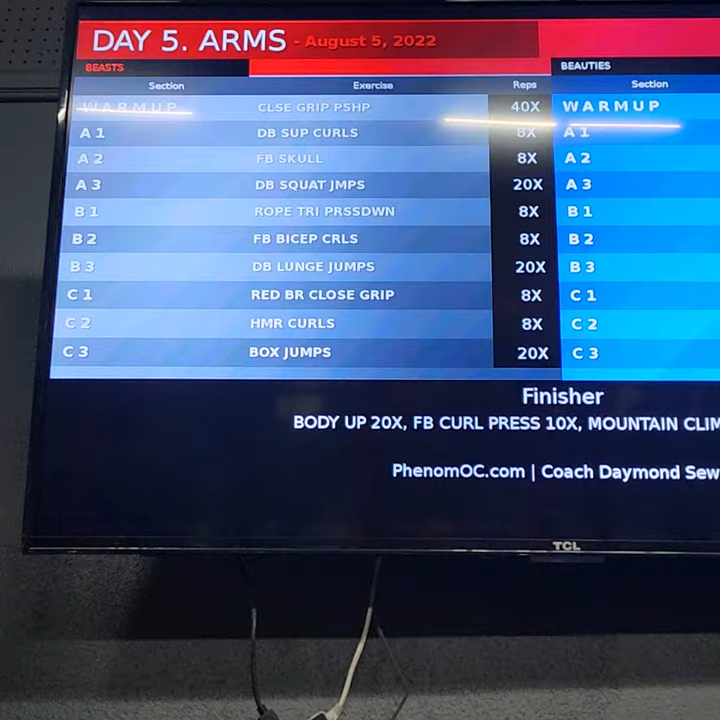 DAY 5. ARMS - August 5, 2022
BEASTS BEAUTIES
Section Exercise Reps Section
WARMUP CLSE GRIP PSHP 40X WARMUP
A 1 DB SUP CURLS 8X A 1
A 2 FB SKULL 8X A 2
A 3 DB SQUAT JMPS 20X A 3
B 1 ROPE TRI PRSSDWN 8X B 1
B 2 FB BICEP CRLS 8X B 2
B 3 DB LUNGE JUMPS 20X B 3
C 1 RED BR CLOSE GRIP 8X C 1
C 2 HMR CURLS 8X C 2
C 3 BOX JUMPS 20X C 3
Finisher
BODY UP 20X, FB CURL PRESS 10X, MOUNTAIN CLIM
PhenomOC.com | Coach Daymond Sew
TCL